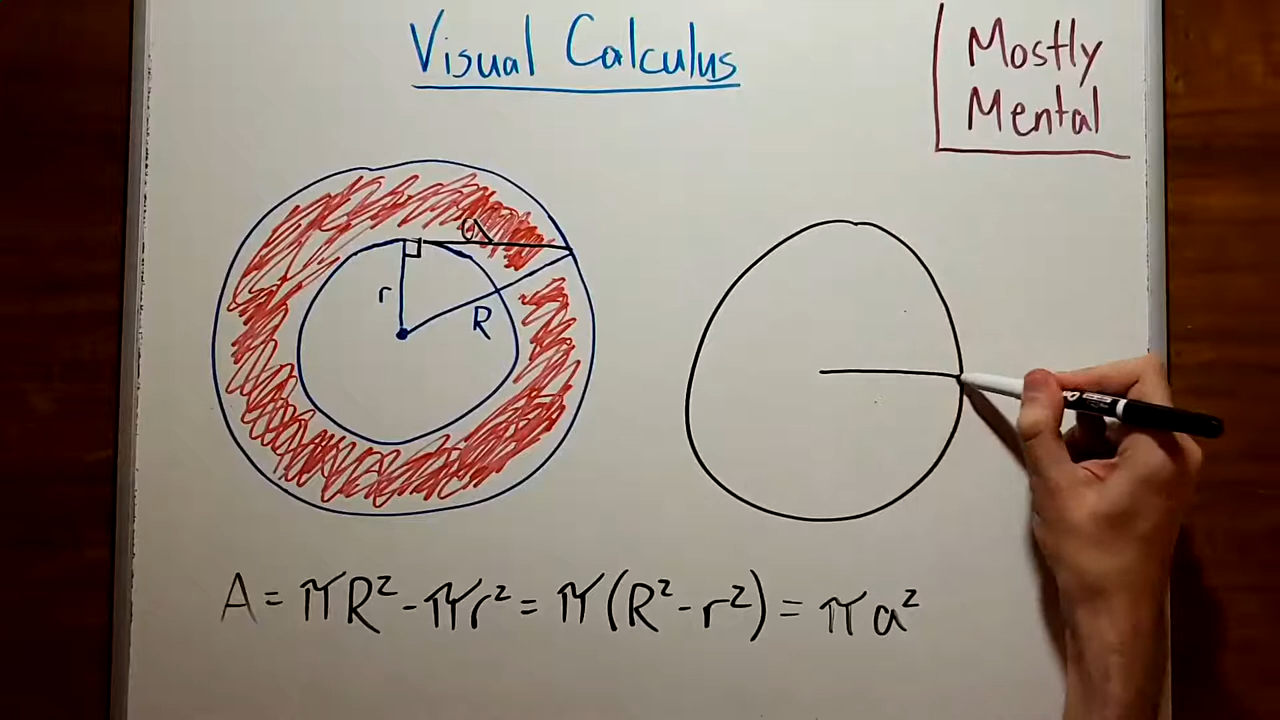 Visual Calculus
Mostly
Mental
a
r
R
A = πR² - πr² = π(R² - r²) = πa²